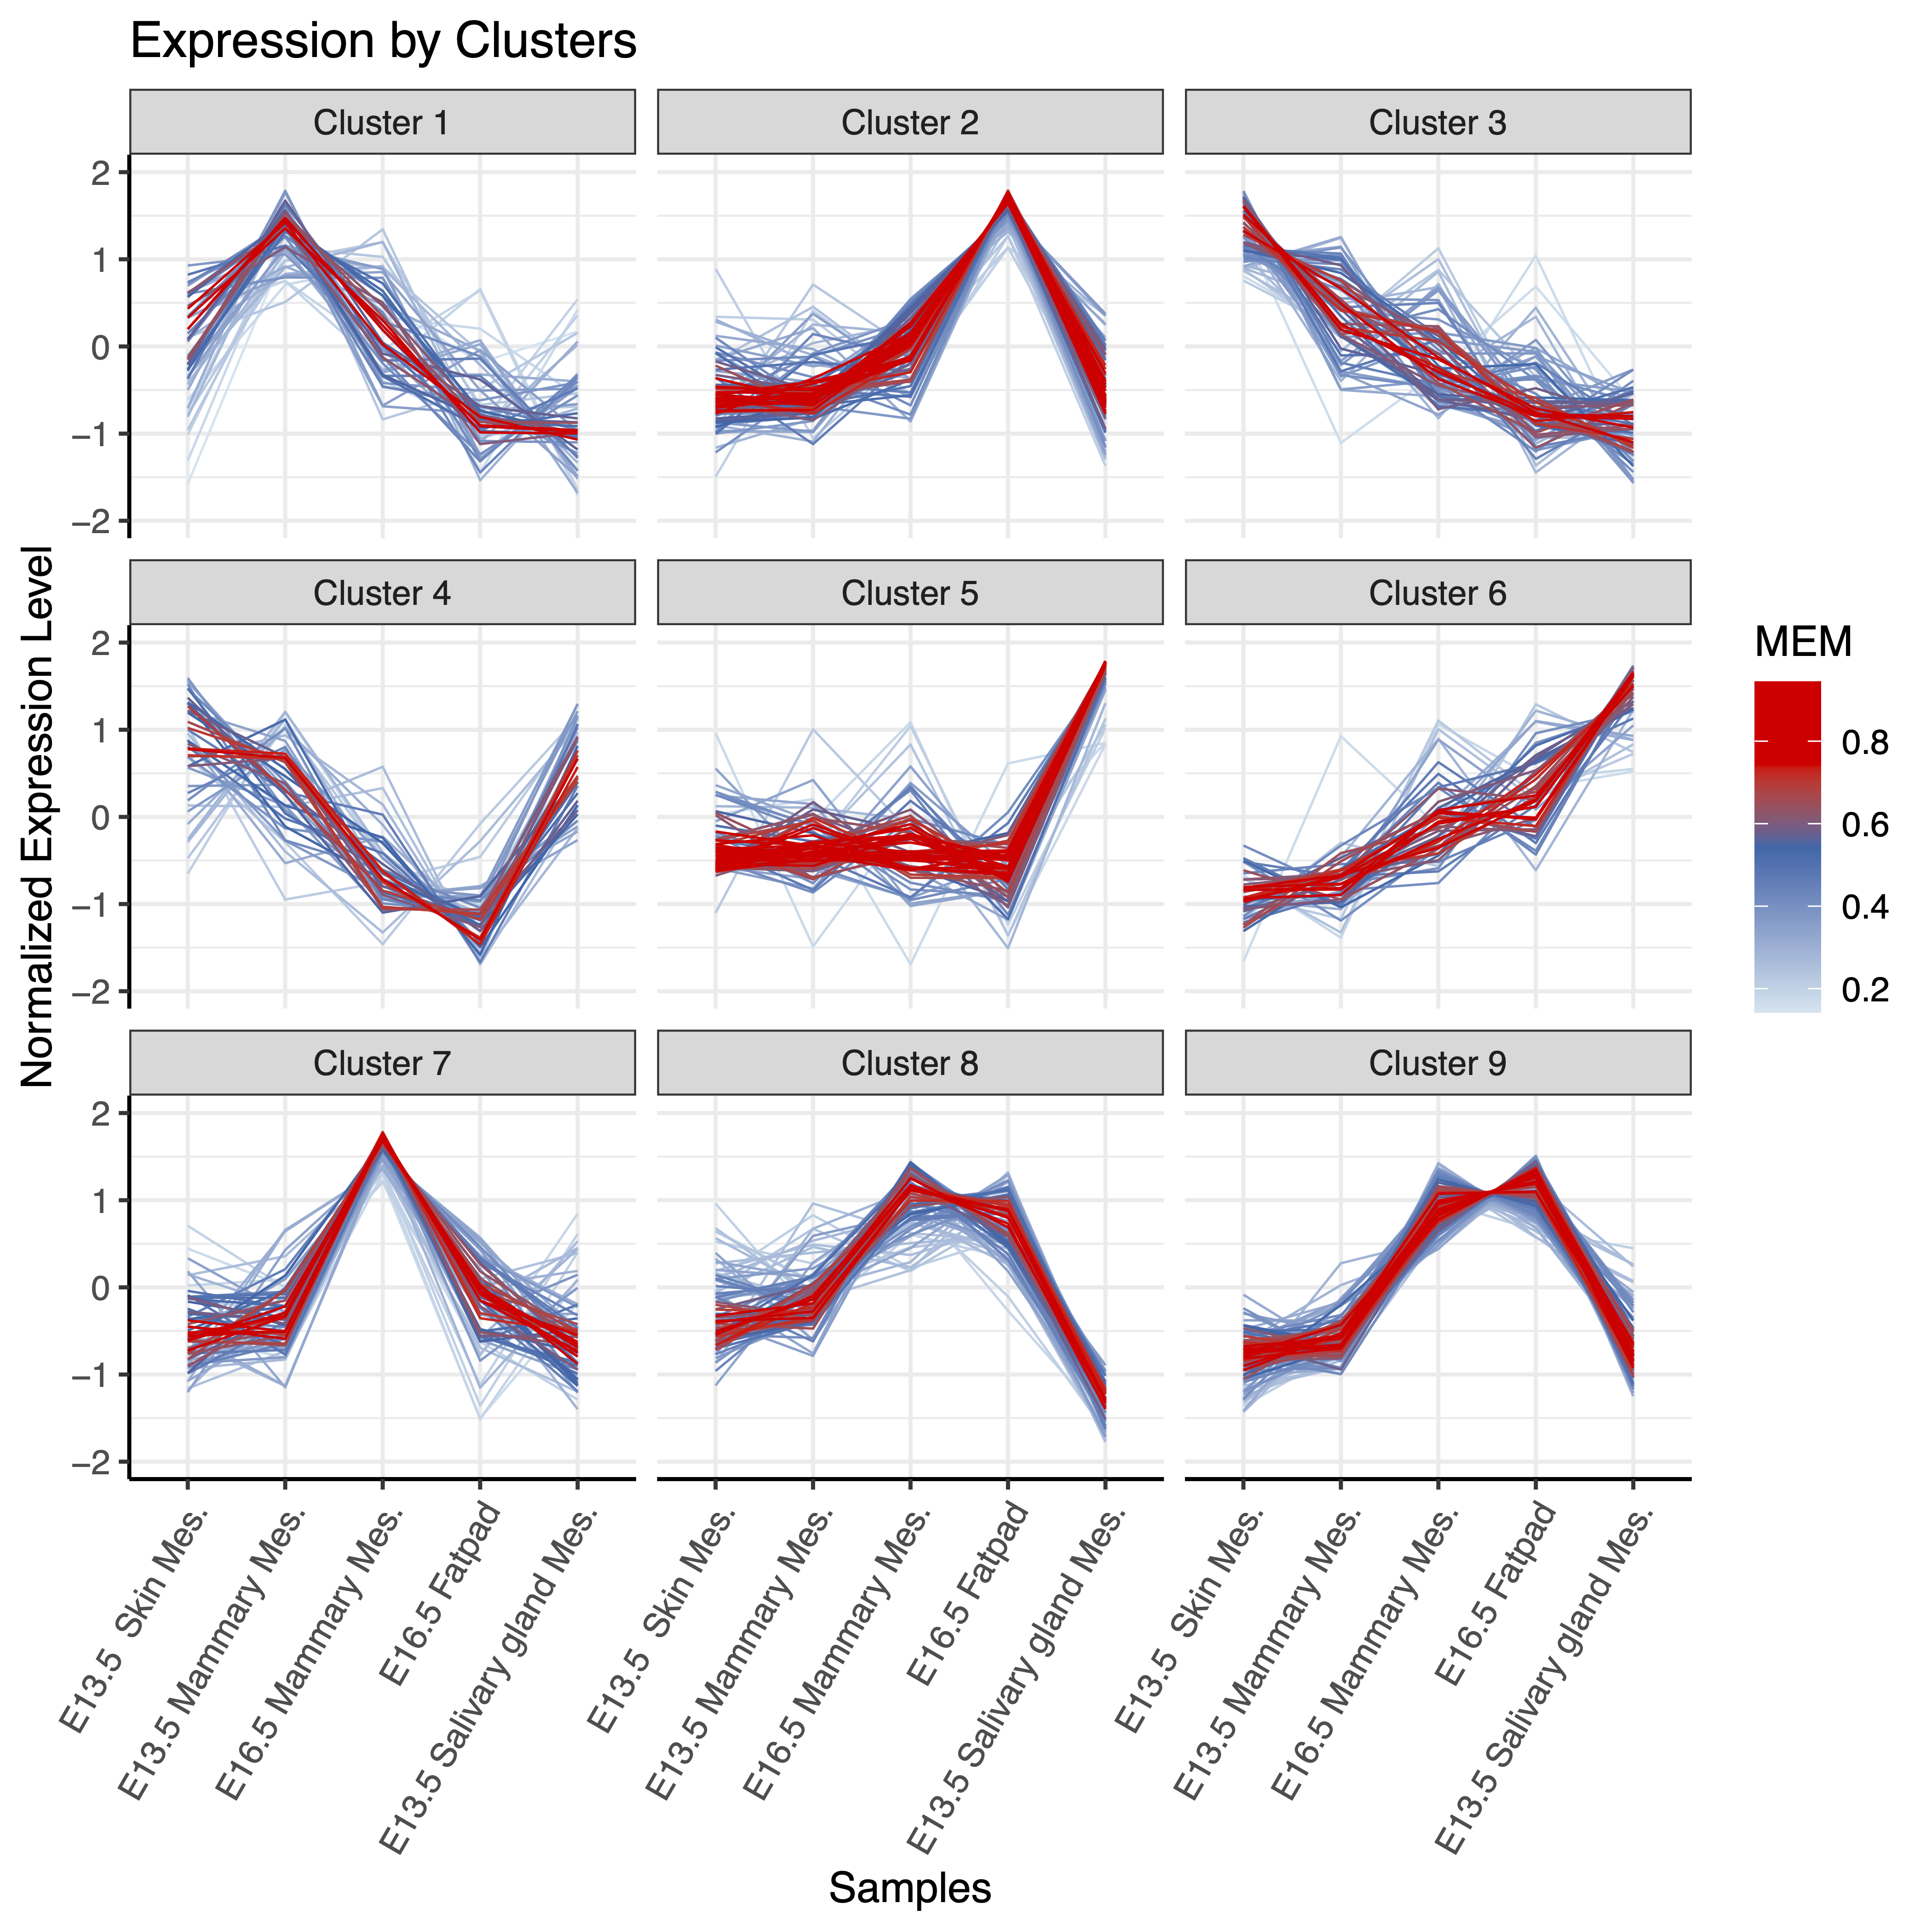 Expression by Clusters
Cluster 1
Cluster 2
Cluster 3
2
1
0
−1
−2
Cluster 4
Cluster 5
Cluster 6
2
1
0
−1
−2
Cluster 7
Cluster 8
Cluster 9
2
1
0
−1
−2
Normalized Expression Level
MEM
0.8
0.6
0.4
0.2
E13.5  Skin Mes.
E13.5 Mammary Mes.
E16.5 Mammary Mes.
E16.5 Fatpad
E13.5 Salivary gland Mes.
E13.5  Skin Mes.
E13.5 Mammary Mes.
E16.5 Mammary Mes.
E16.5 Fatpad
E13.5 Salivary gland Mes.
E13.5  Skin Mes.
E13.5 Mammary Mes.
E16.5 Mammary Mes.
E16.5 Fatpad
E13.5 Salivary gland Mes.
Samples